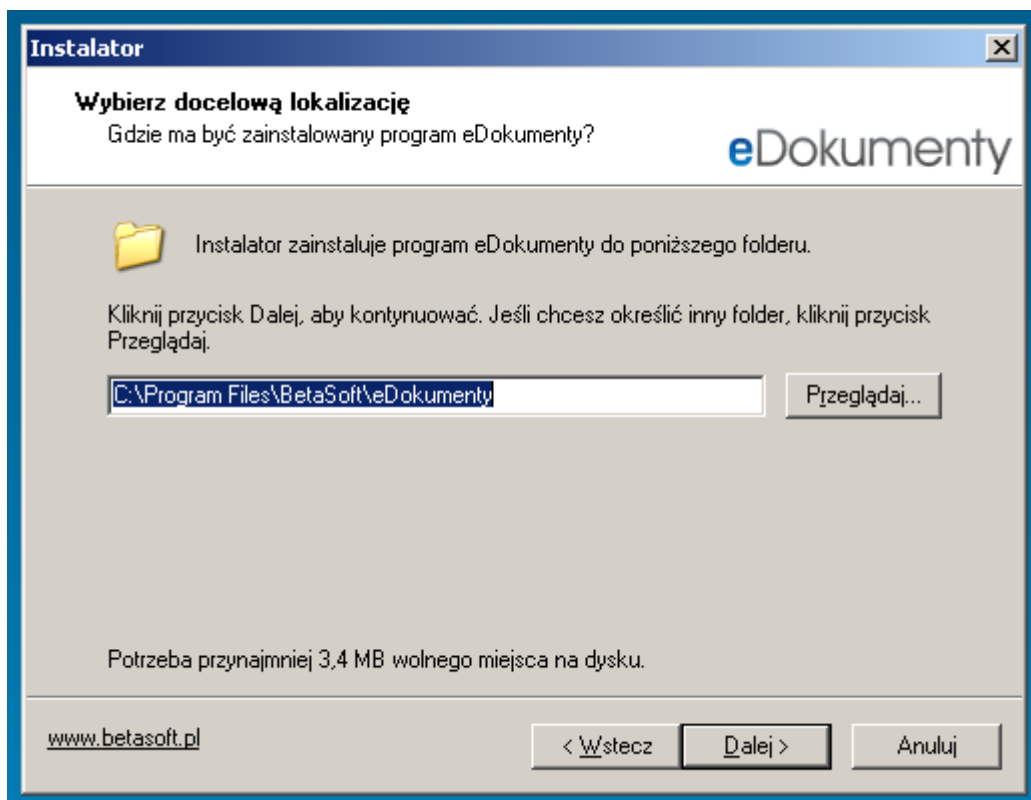 Instalator
Wybierz docelową lokalizację
Gdzie ma być zainstalowany program eDokumenty?
eDokumenty
Instalator zainstaluje program eDokumenty do poniższego folderu.
Kliknij przycisk Dalej, aby kontynuować. Jeśli chcesz określić inny folder, kliknij przycisk
Przeglądaj.
C:\Program Files\BetaSoft\eDokumenty
Przeglądaj...
Potrzeba przynajmniej 3,4 MB wolnego miejsca na dysku.
www.betasoft.pl
< Wstecz
Dalej >
Anuluj